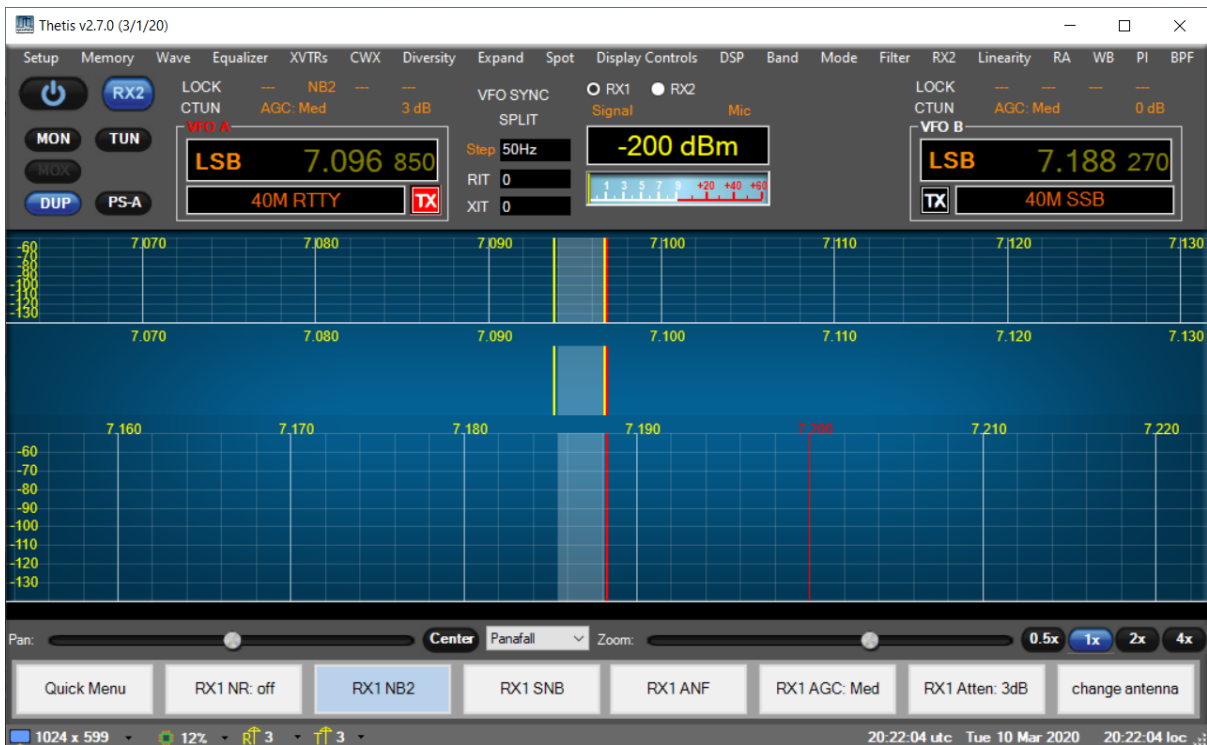 Thetis v2.7.0 (3/1/20)
Setup Memory Wave Equalizer XVTRs CWX Diversity Expand Spot Display Controls DSP Band Mode Filter RX2 Linearity RA WB PI BPF
RX2 LOCK --- NB2 --- --- VFO SYNC RX1 RX2 LOCK --- --- --- ---
CTUN AGC: Med 3 dB SPLIT Signal Mic CTUN AGC: Med 0 dB
MON TUN VFO A VFO B
LSB 7.096 850 Step 50Hz -200 dBm LSB 7.188 270
MOX RIT 0 1 3 5 7 9 +20 +40 +60
DUP PS-A 40M RTTY TX XIT 0 TX 40M SSB
7.070 7.080 7.090 7.100 7.110 7.120 7.130
-60
-70
-80
-90
-100
-110
-120
-130
7.070 7.080 7.090 7.100 7.110 7.120 7.130
7.160 7.170 7.180 7.190 7.200 7.210 7.220
-60
-70
-80
-90
-100
-110
-120
-130
Pan: Center Panafall Zoom: 0.5x 1x 2x 4x
Quick Menu RX1 NR: off RX1 NB2 RX1 SNB RX1 ANF RX1 AGC: Med RX1 Atten: 3dB change antenna
1024 x 599 12% R 3 T 3 20:22:04 utc Tue 10 Mar 2020 20:22:04 loc